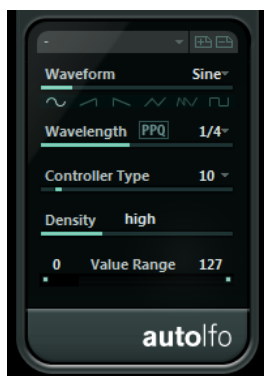 -
Waveform Sine
Wavelength PPQ 1/4
Controller Type 10
Density high
0 Value Range 127
autolfo